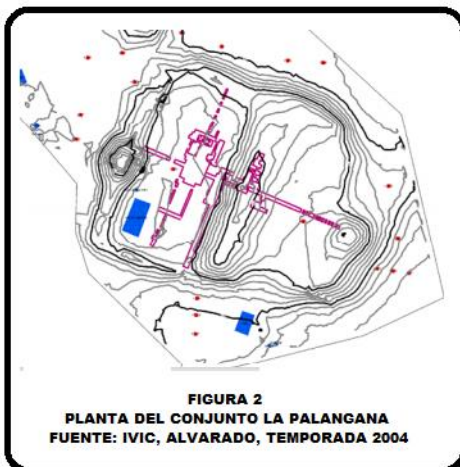 FIGURA 2
PLANTA DEL CONJUNTO LA PALANGANA
FUENTE: IVIC, ALVARADO, TEMPORADA 2004